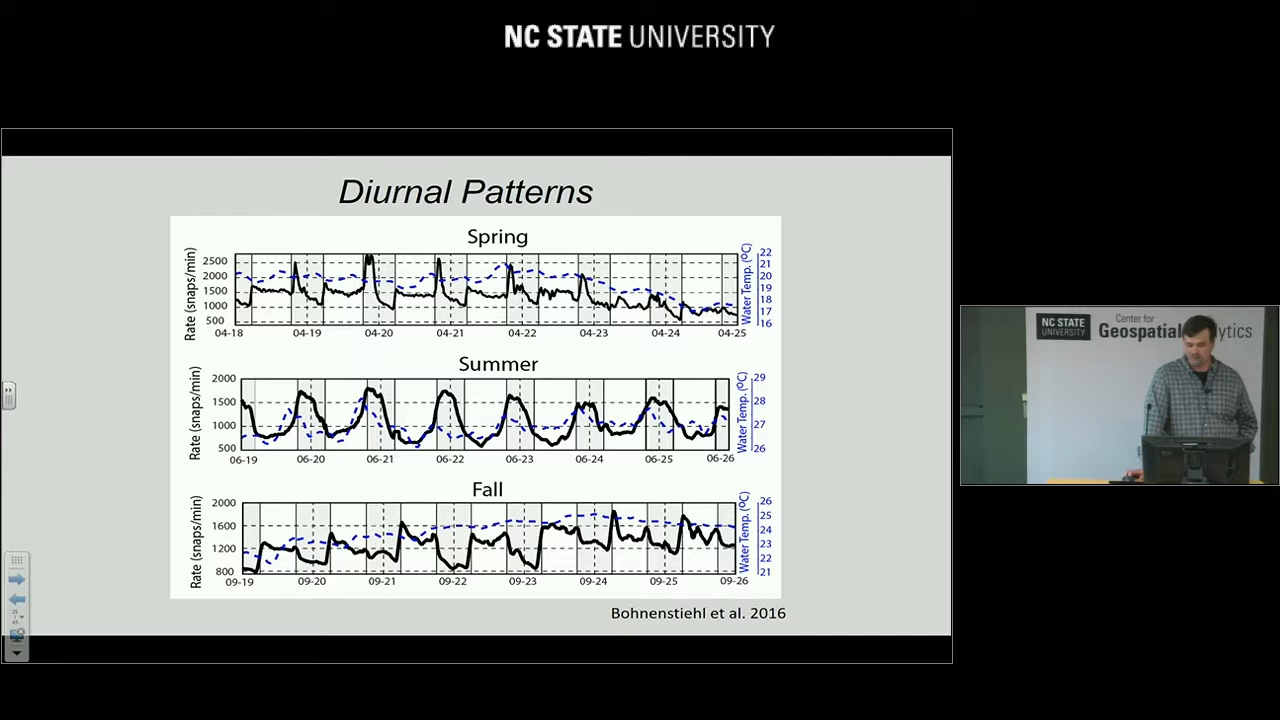 NC STATE UNIVERSITY
Diurnal Patterns
Spring
Rate (snaps/min)
2500
2000
1500
1000
500
Water Temp. (ºC)
22
21
20
19
18
17
16
04-18 04-19 04-20 04-21 04-22 04-23 04-24 04-25
Summer
Rate (snaps/min)
2000
1500
1000
500
Water Temp. (ºC)
29
28
27
26
06-19 06-20 06-21 06-22 06-23 06-24 06-25 06-26
Fall
Rate (snaps/min)
2000
1600
1200
800
Water Temp. (ºC)
26
25
24
23
22
21
09-19 09-20 09-21 09-22 09-23 09-24 09-25 09-26
Bohnenstiehl et al. 2016
NC STATE
UNIVERSITY
Center for
Geospatial ytics